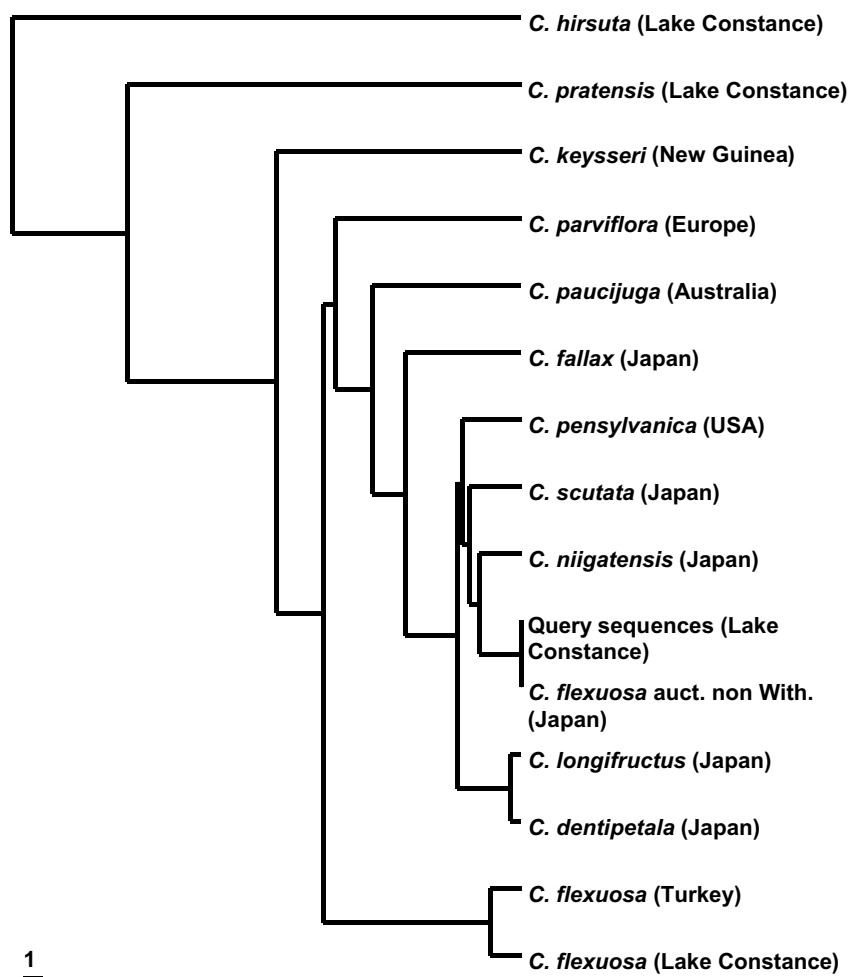 C. hirsuta (Lake Constance)
C. pratensis (Lake Constance)
C. keysseri (New Guinea)
C. parviflora (Europe)
C. paucijuga (Australia)
C. fallax (Japan)
C. pensylvanica (USA)
C. scutata (Japan)
C. niigatensis (Japan)
Query sequences (Lake
Constance)
C. flexuosa auct. non With.
(Japan)
C. longifructus (Japan)
C. dentipetala (Japan)
C. flexuosa (Turkey)
C. flexuosa (Lake Constance)
1